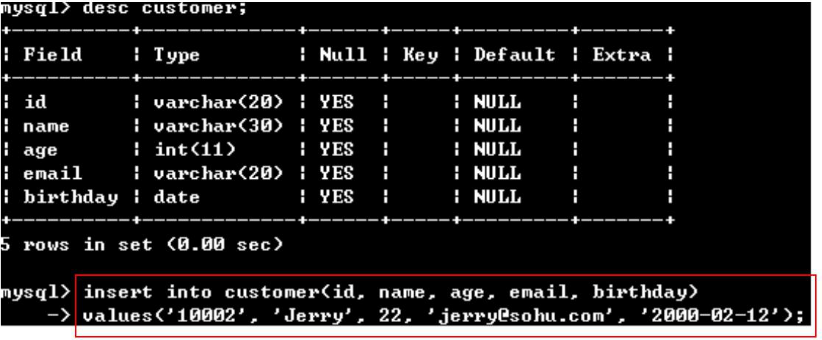 mysql> desc customer;
+----------+-------------+------+-----+---------+-------+
| Field | Type | Null | Key | Default | Extra |
+----------+-------------+------+-----+---------+-------+
| id | varchar(20) | YES | | NULL | |
| name | varchar(30) | YES | | NULL | |
| age | int(11) | YES | | NULL | |
| email | varchar(20) | YES | | NULL | |
| birthday | date | YES | | NULL | |
+----------+-------------+------+-----+---------+-------+
5 rows in set (0.00 sec)
mysql> insert into customer(id, name, age, email, birthday)
-> values('10002', 'Jerry', 22, 'jerry@sohu.com', '2000-02-12');